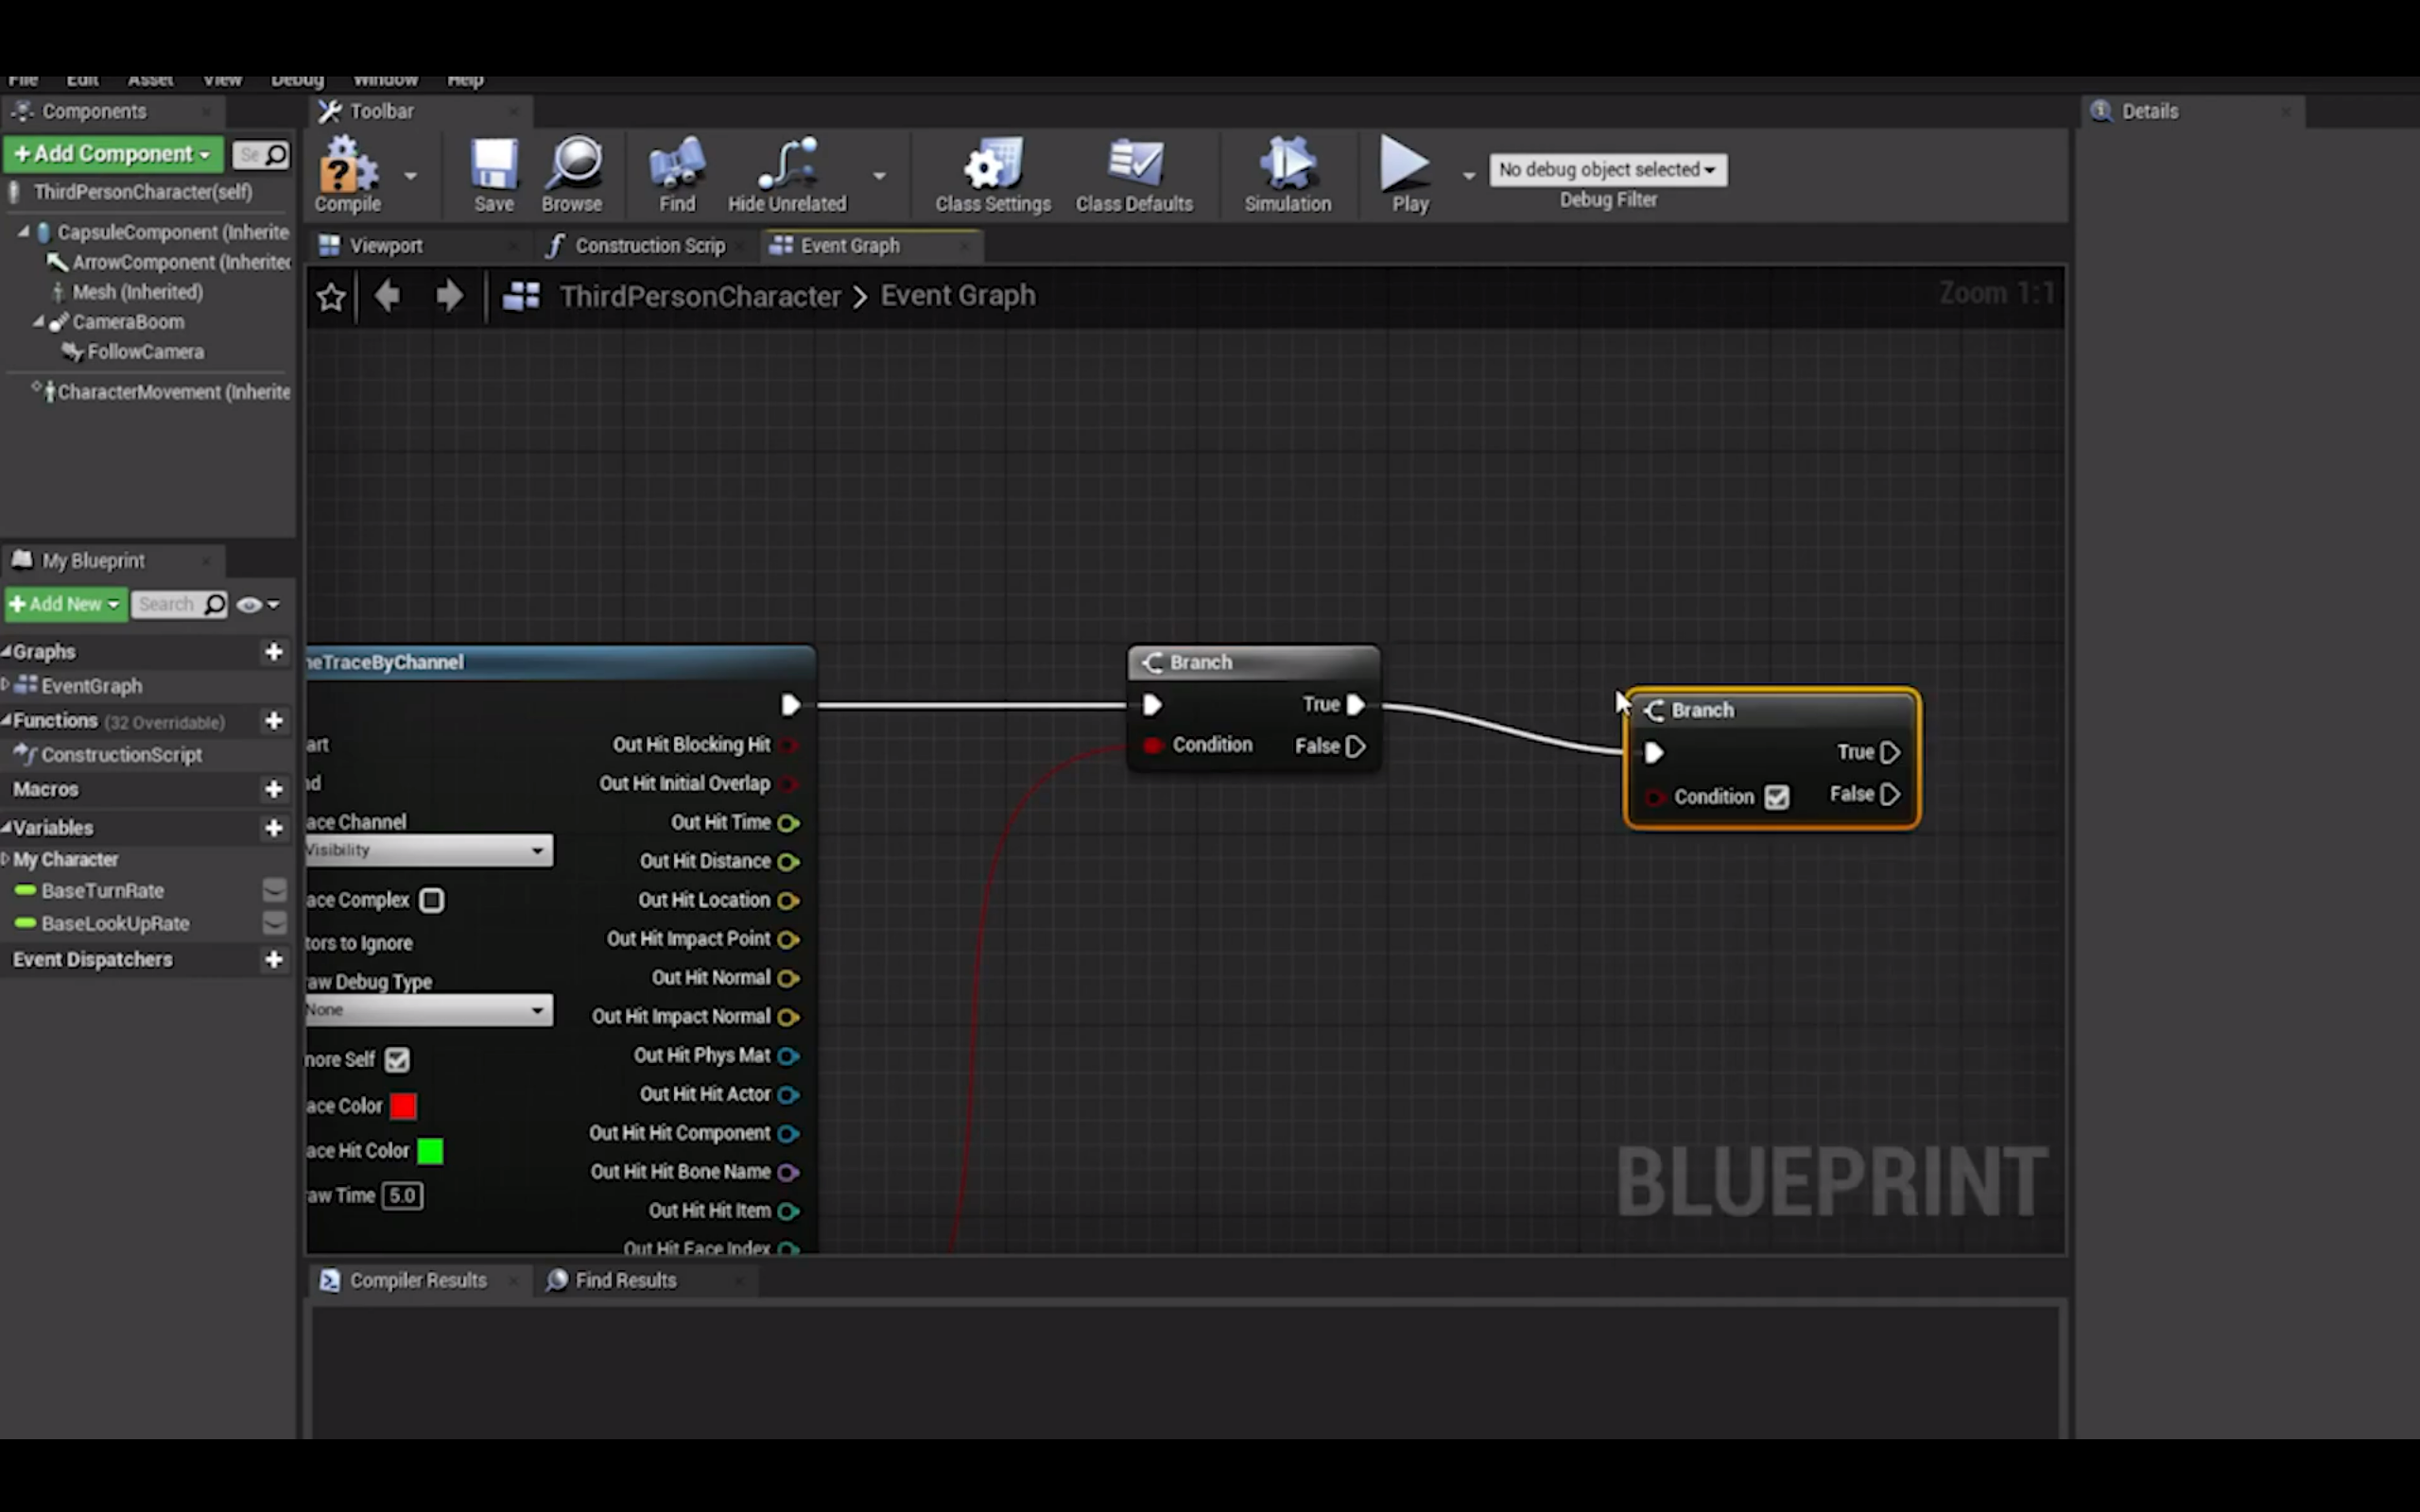 File Edit Asset View Debug Window Help
Components
Toolbar
Details
+Add Component
Se
ThirdPersonCharacter(self)
CapsuleComponent (Inherite
ArrowComponent (Inherited
Mesh (Inherited)
CameraBoom
FollowCamera
CharacterMovement (Inherite
Compile
Save
Browse
Find
Hide Unrelated
Class Settings
Class Defaults
Simulation
Play
No debug object selected
Debug Filter
Viewport
Construction Scrip
Event Graph
ThirdPersonCharacter > Event Graph
Zoom 1:1
My Blueprint
+Add New
Search
Graphs
EventGraph
Functions (32 Overridable)
ConstructionScript
Macros
Variables
My Character
BaseTurnRate
BaseLookUpRate
Event Dispatchers
neTraceByChannel
art
nd
ace Channel
Visibility
ace Complex
tors to Ignore
raw Debug Type
None
nore Self
ace Color
ace Hit Color
raw Time 5.0
Out Hit Blocking Hit
Out Hit Initial Overlap
Out Hit Time
Out Hit Distance
Out Hit Location
Out Hit Impact Point
Out Hit Normal
Out Hit Impact Normal
Out Hit Phys Mat
Out Hit Hit Actor
Out Hit Hit Component
Out Hit Hit Bone Name
Out Hit Hit Item
Out Hit Face Index
Branch
True
Condition
False
Branch
True
Condition
False
BLUEPRINT
Compiler Results
Find Results